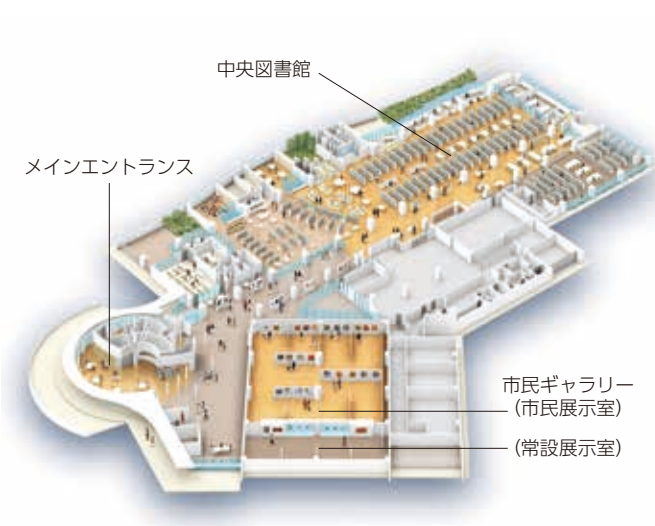 中央図書館
メインエントランス
市民ギャラリー
(市民展示室)
(常設展示室)